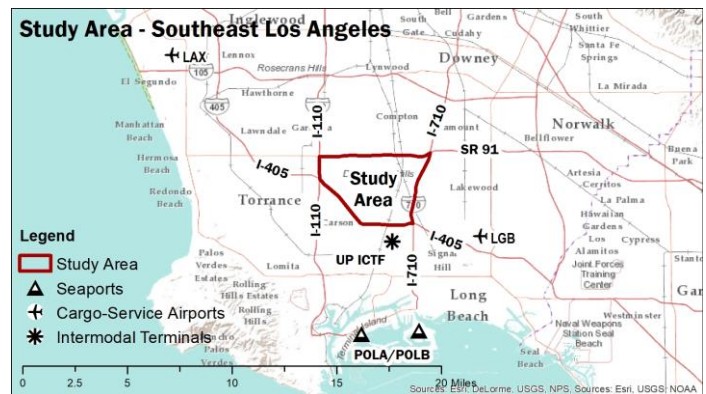 Study Area - Southeast Los Angeles
Inglewood
Bell
Gardens
South Gate
Cudahy
South Whittier
Santa Fe Springs
LAX
Lennox
105
Rosecrans Hills
Lynwood
Downey
El Segundo
Hawthorne
405
La Mirada
Manhattan Beach
Lawndale
I-110
Compton
I-710
Norwalk
Bellflower
SR 91
Buena Park
Hermosa Beach
I-405
Study Area
Redondo Beach
Torrance
Lakewood
Artesia
Cerritos
La Palma
Hawaiian Gardens
I-110
Carson
I-405
LGB
Los Alamitos
Cypress
Legend
Study Area
Seaports
Cargo-Service Airports
Intermodal Terminals
Palos Verdes Estates
Lomita
UP ICTF
I-710
Signal Hill
Joint Forces Training Center
Rolling Hills Estates
Rolling Hills
Long Beach
Palos Verdes
Terminal Island
POLA/POLB
Naval Weapons Station Seal Beach
Westminster
Seal Beach
0 2.5 5 10 15 20 Miles
Sources: Esri, DeLorme, USGS, NPS, Sources: Esri, USGS, NOAA